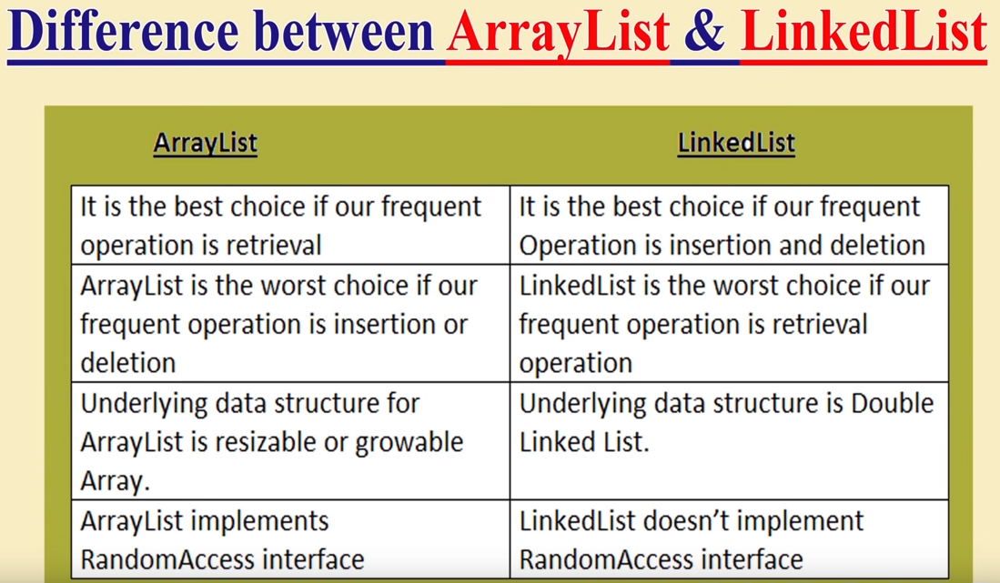 Difference between ArrayList & LinkedList
ArrayList
LinkedList
It is the best choice if our frequent
operation is retrieval
It is the best choice if our frequent
Operation is insertion and deletion
ArrayList is the worst choice if our
frequent operation is insertion or
deletion
LinkedList is the worst choice if our
frequent operation is retrieval
operation
Underlying data structure for
ArrayList is resizable or growable
Array.
Underlying data structure is Double
Linked List.
ArrayList implements
RandomAccess interface
LinkedList doesn’t implement
RandomAccess interface